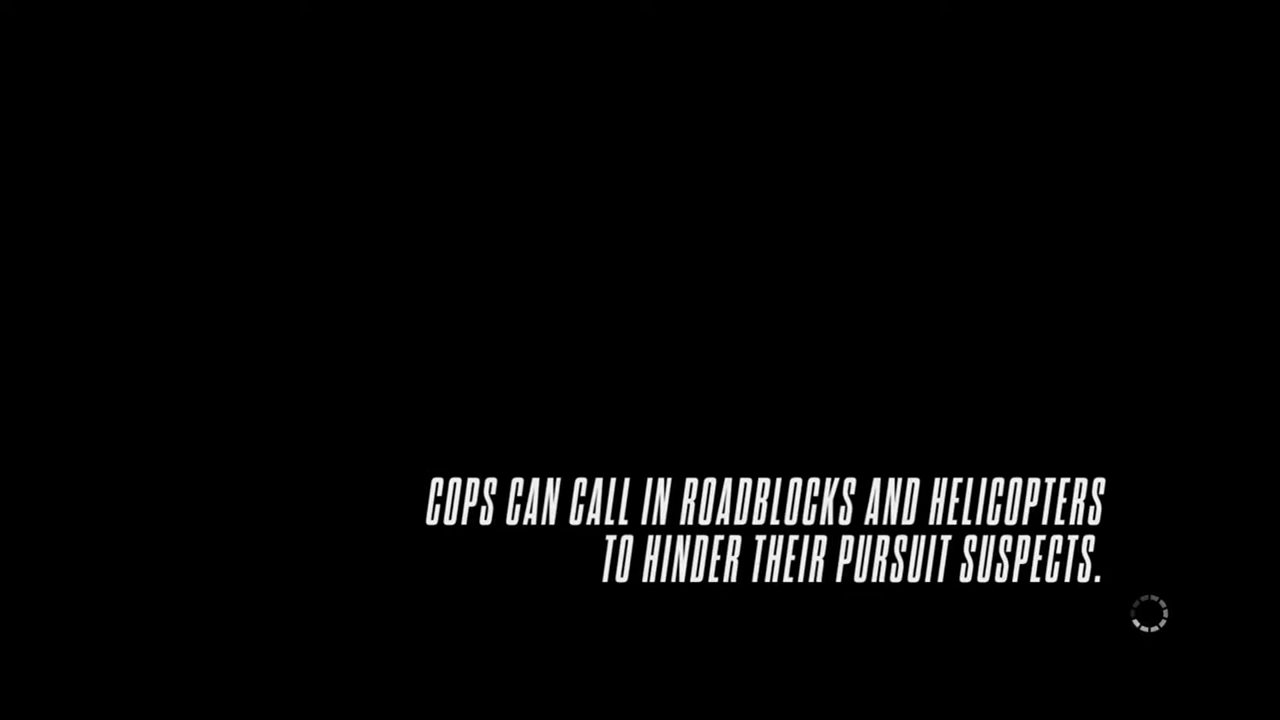 COPS CAN CALL IN ROADBLOCKS AND HELICOPTERS
TO HINDER THEIR PURSUIT SUSPECTS.